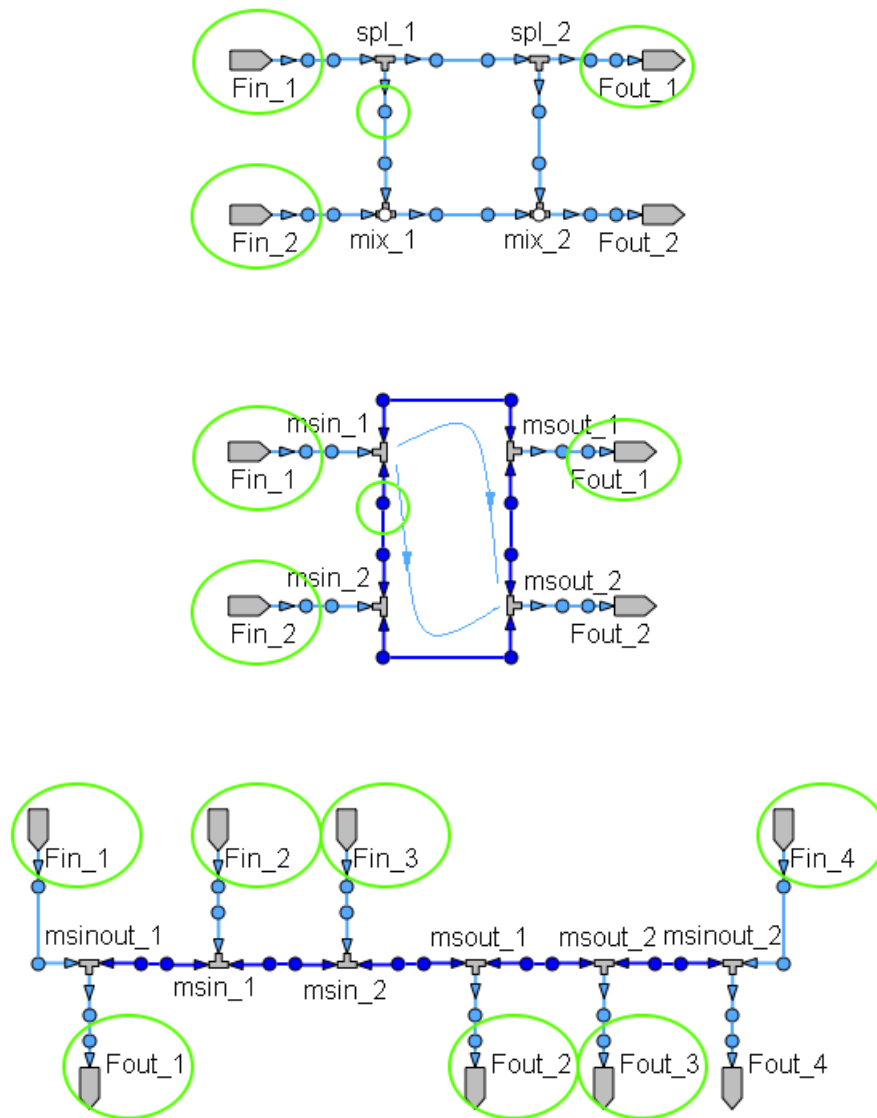 spl_1 spl_2
Fin_1 Fout_1
Fin_2 mix_1 mix_2 Fout_2
msin_1 msout_1
Fin_1 Fout_1
msin_2 msout_2
Fin_2 Fout_2
Fin_1 Fin_2 Fin_3 Fin_4
msinout_1 msout_1 msout_2 msinout_2
msin_1 msin_2
Fout_1 Fout_2 Fout_3 Fout_4